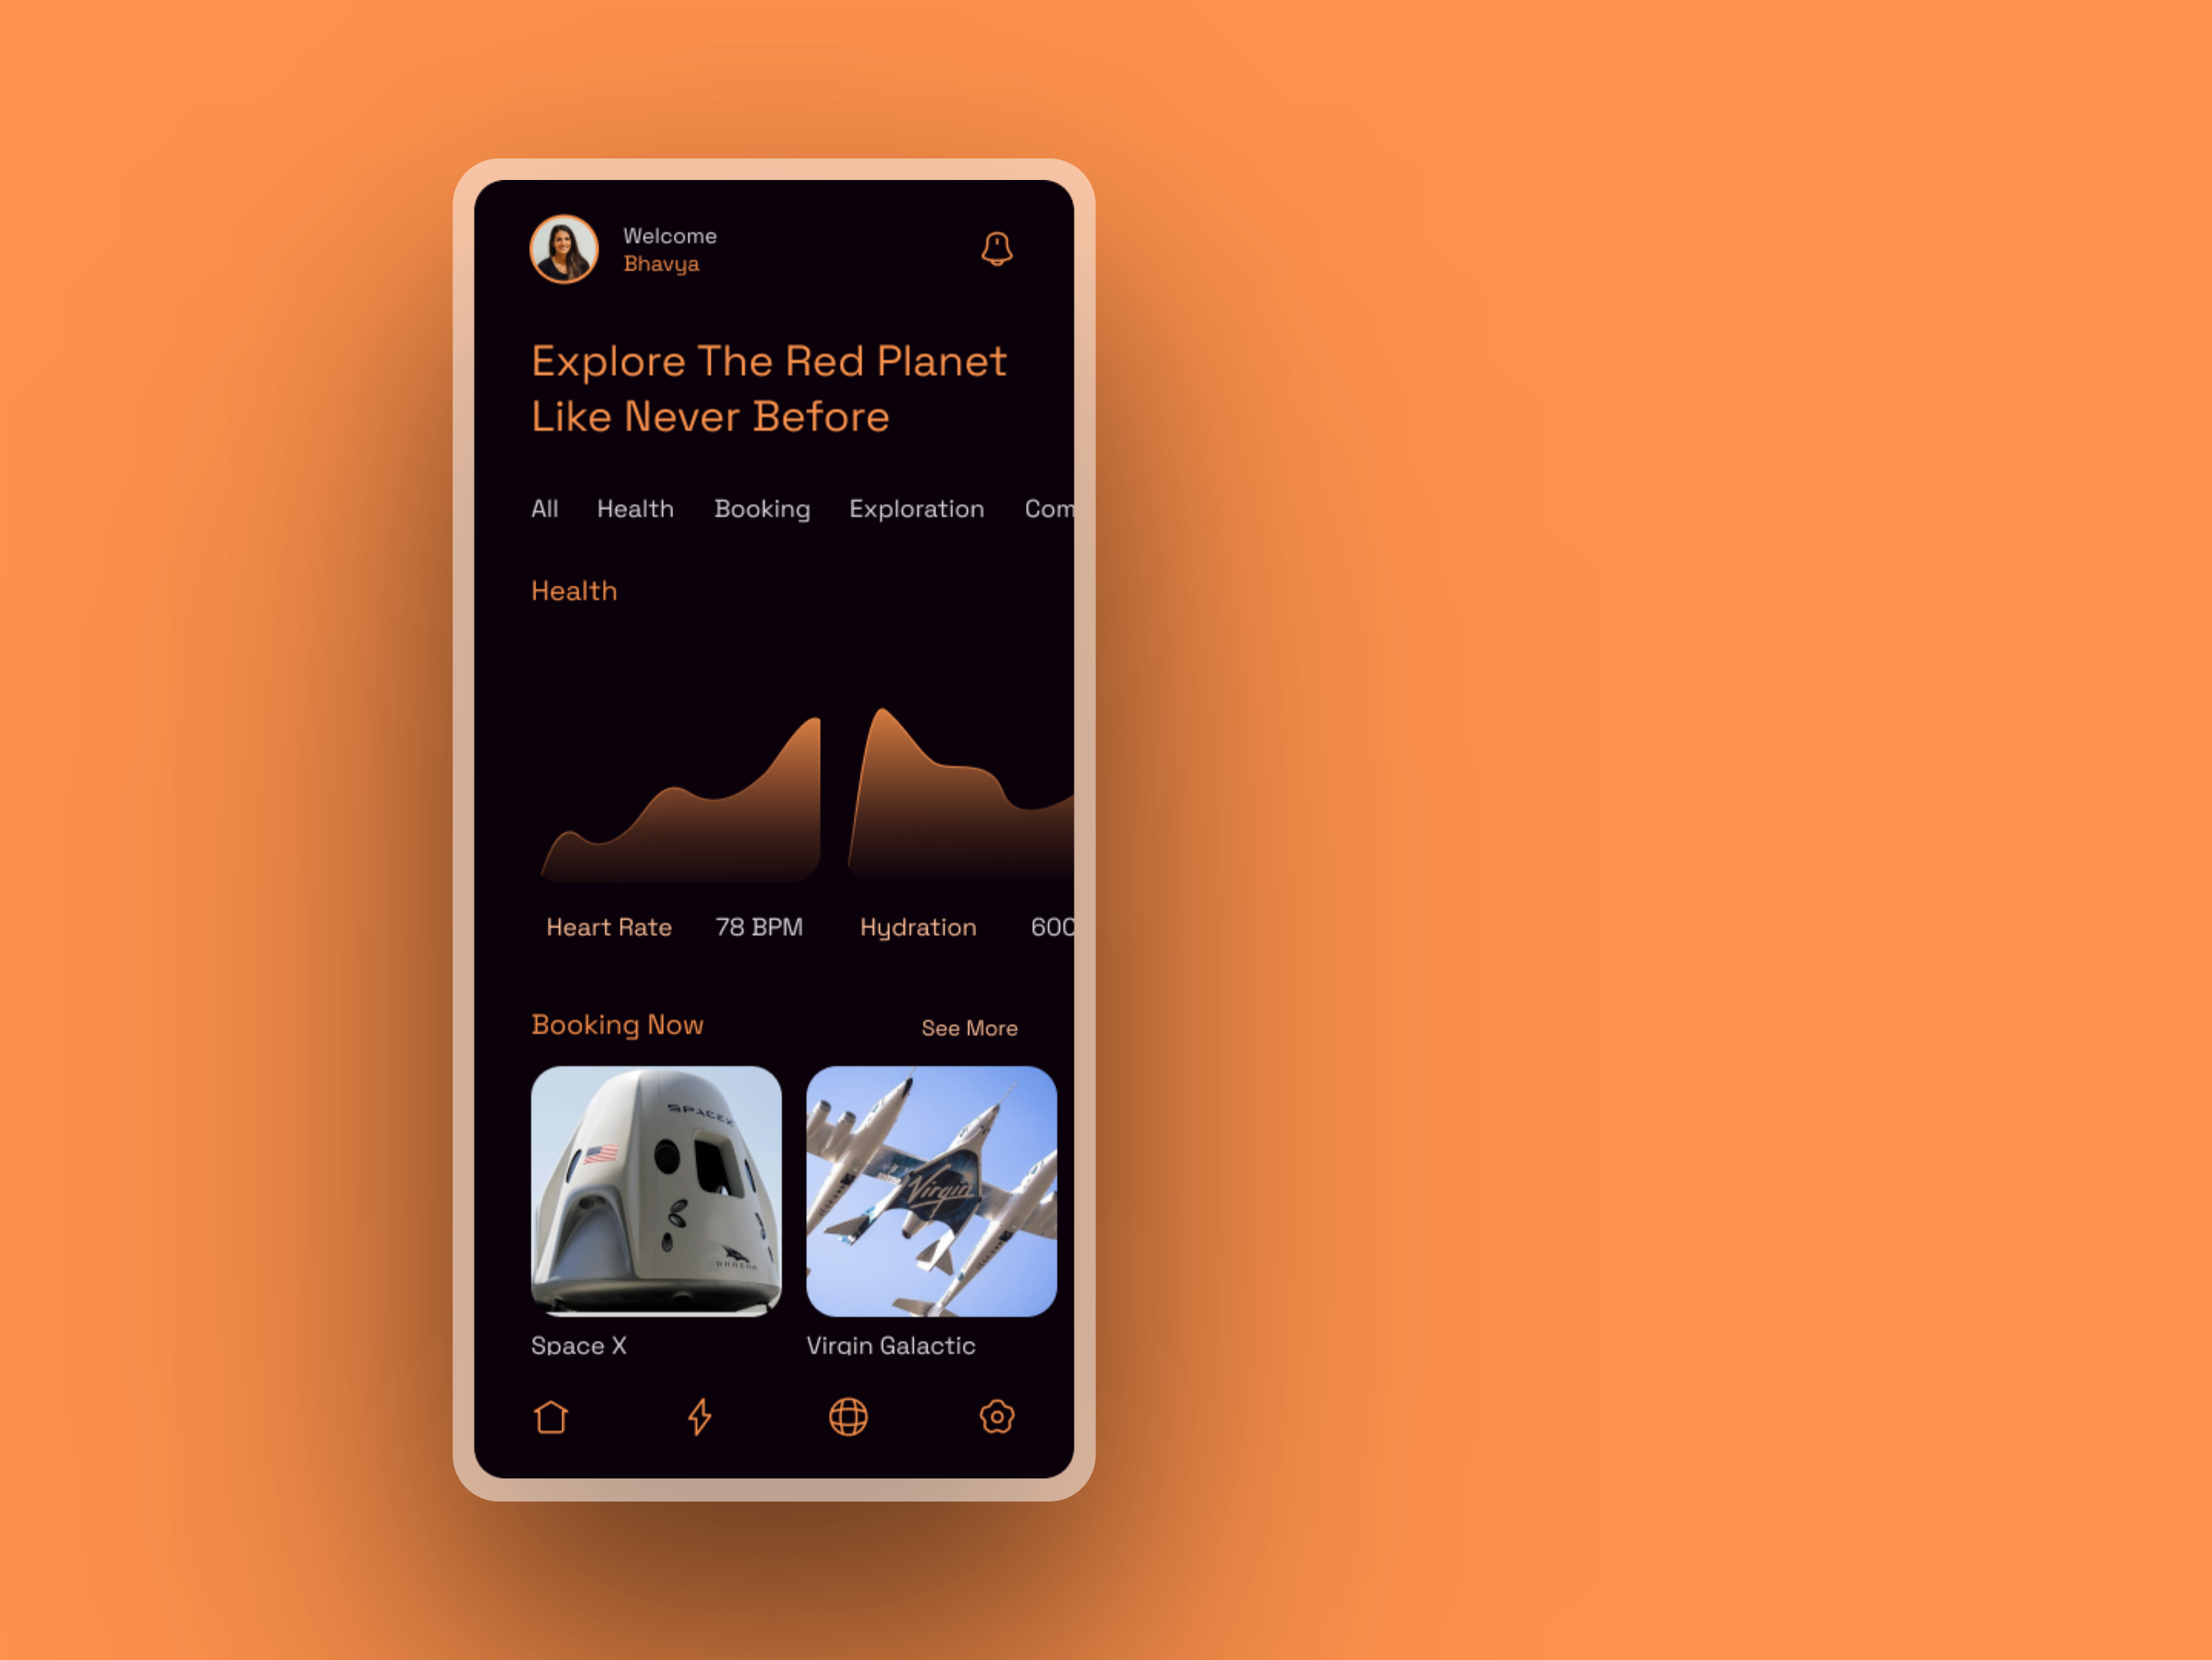 Welcome
Bhavya
Explore The Red Planet
Like Never Before
All Health Booking Exploration Com
Health
Heart Rate 78 BPM Hydration 600
Booking Now See More
SPACEX
DRAGON
Virgin
Space X Virgin Galactic